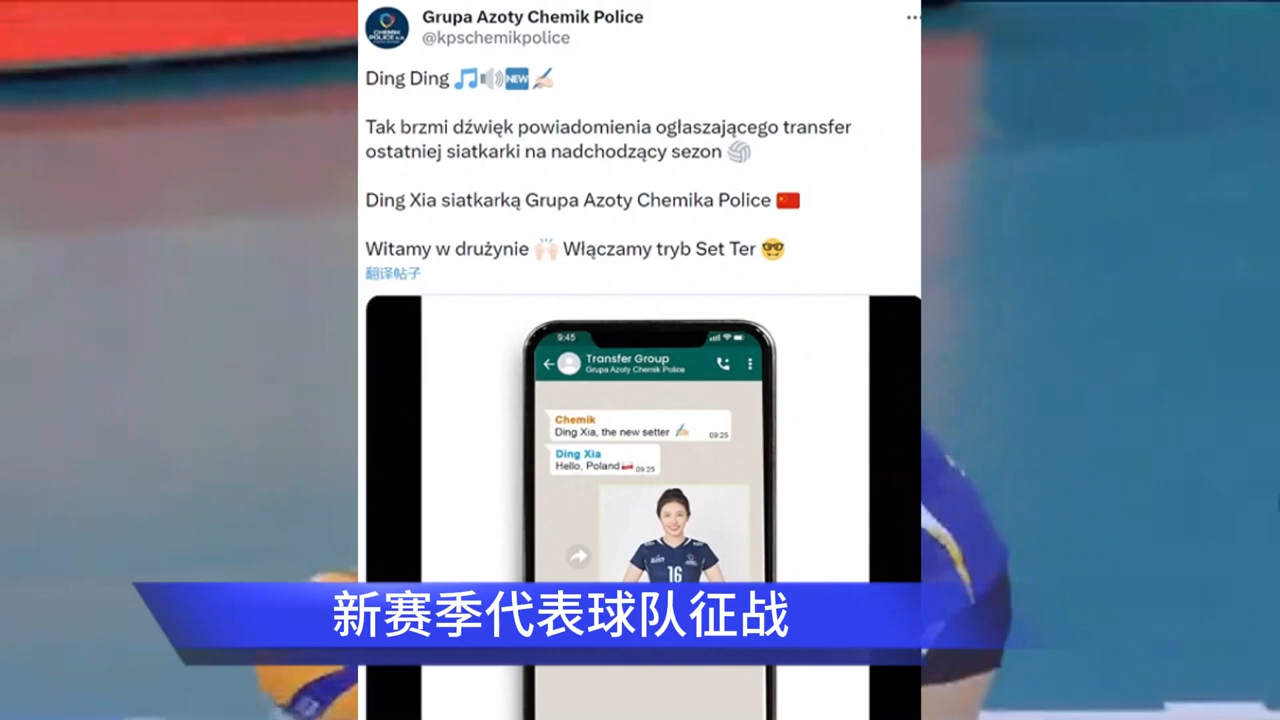 Grupa Azoty Chemik Police
@kpschemikpolice
Ding Ding 🎵🔊🆕✍🏻
Tak brzmi dźwięk powiadomienia ogłaszającego transfer
ostatniej siatkarki na nadchodzący sezon 🏐
Ding Xia siatkarką Grupa Azoty Chemika Police 🇨🇳
Witamy w drużynie 🙌🏻 Włączamy tryb Set Ter 🤓
翻译帖子
9:45
Transfer Group
Grupa Azoty Chemik Police
Chemik
Ding Xia, the new setter ✍🏻 09:25
Ding Xia
Hello, Poland 🇵🇱 09:25
16
新赛季代表球队征战